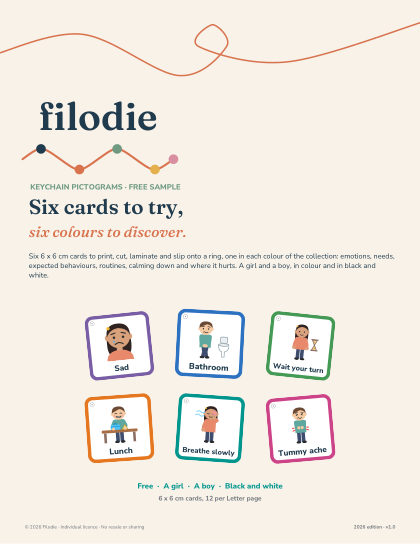 filodie
KEYCHAIN PICTOGRAMS · FREE SAMPLE
Six cards to try,
six colours to discover.
Six 6 x 6 cm cards to print, cut, laminate and slip onto a ring, one in each colour of the collection: emotions, needs,
expected behaviours, routines, calming down and where it hurts. A girl and a boy, in colour and in black and
white.
Sad
Bathroom
Wait your turn
Lunch
Breathe slowly
Tummy ache
Free · A girl · A boy · Black and white
6 x 6 cm cards, 12 per Letter page
© 2026 Filodie · Individual licence · No resale or sharing
2026 edition · v1.0